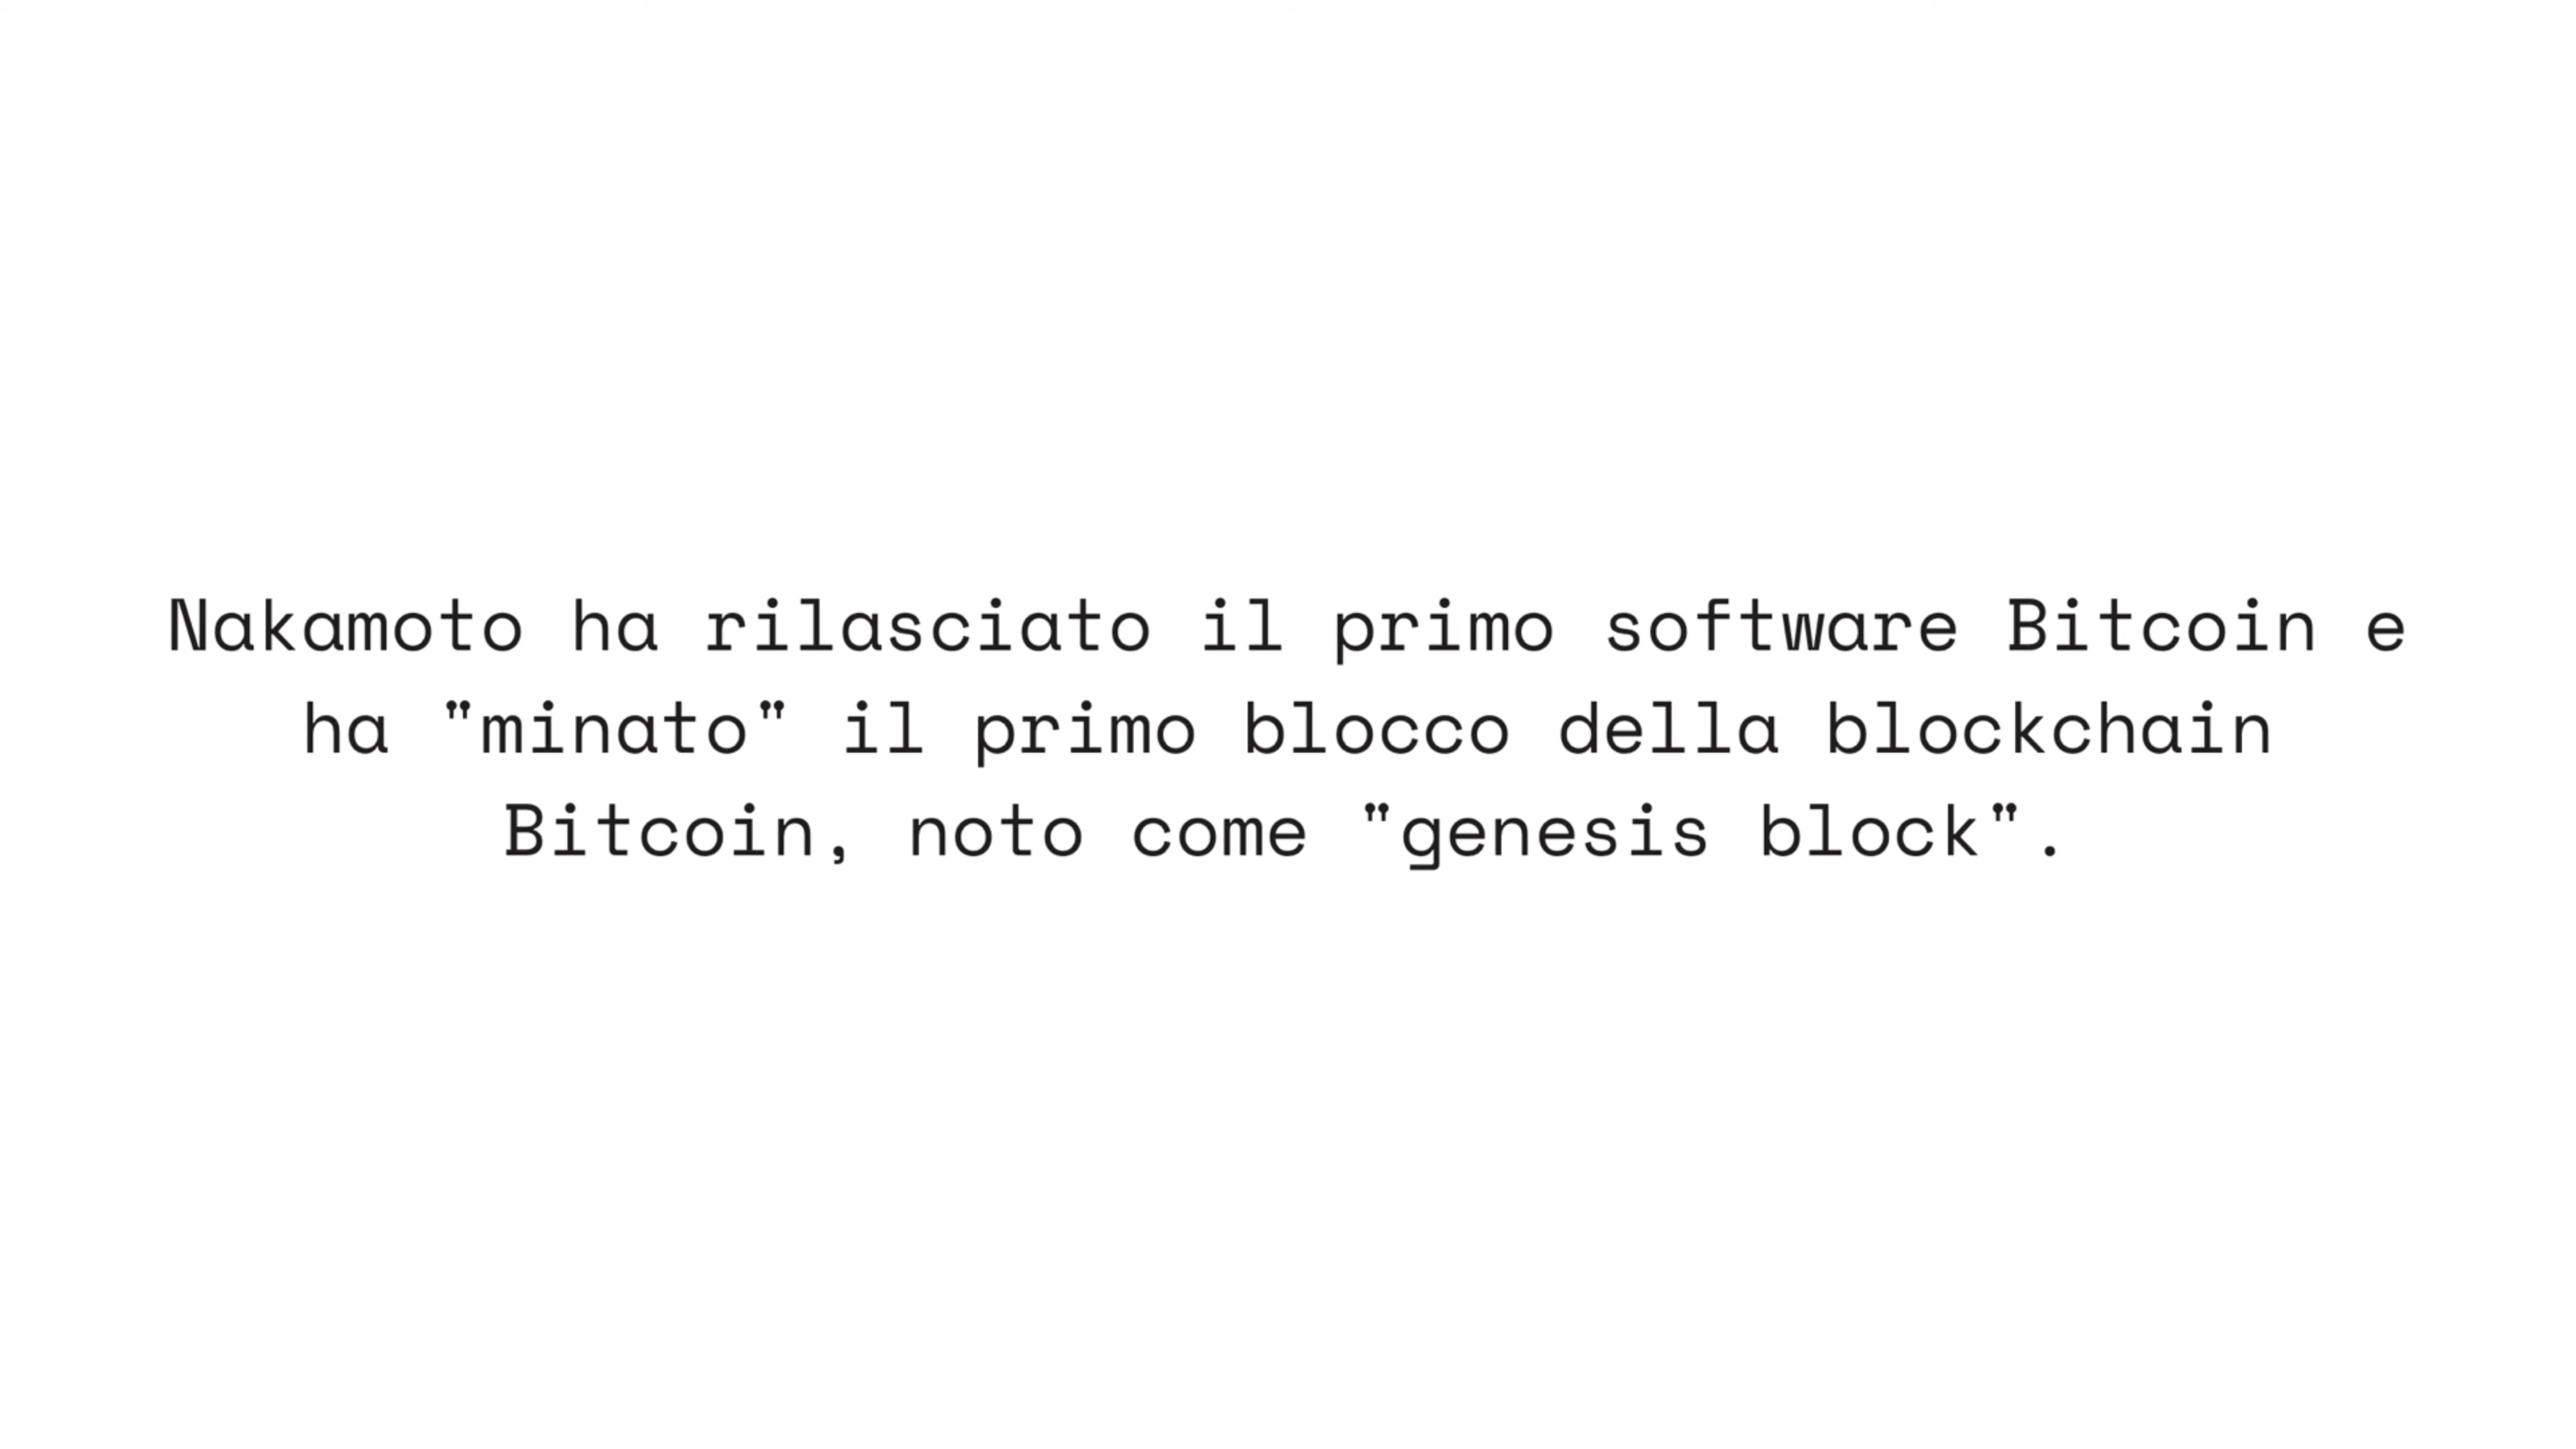 Nakamoto ha rilasciato il primo software Bitcoin e
ha "minato" il primo blocco della blockchain
Bitcoin, noto come "genesis block".